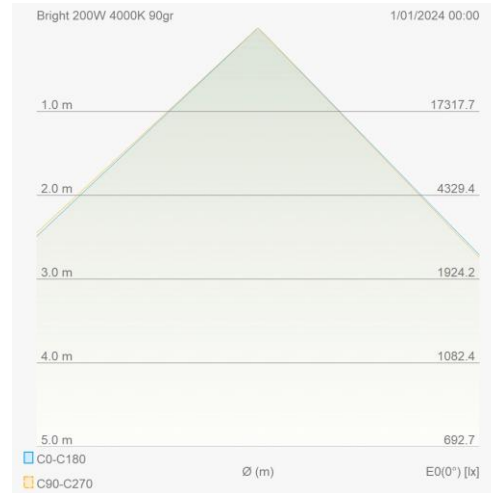 Bright 200W 4000K 90gr 1/01/2024 00:00
1.0 m 17317.7
2.0 m 4329.4
3.0 m 1924.2
4.0 m 1082.4
5.0 m 692.7
C0-C180
Ø (m) E0(0°) [lx]
C90-C270